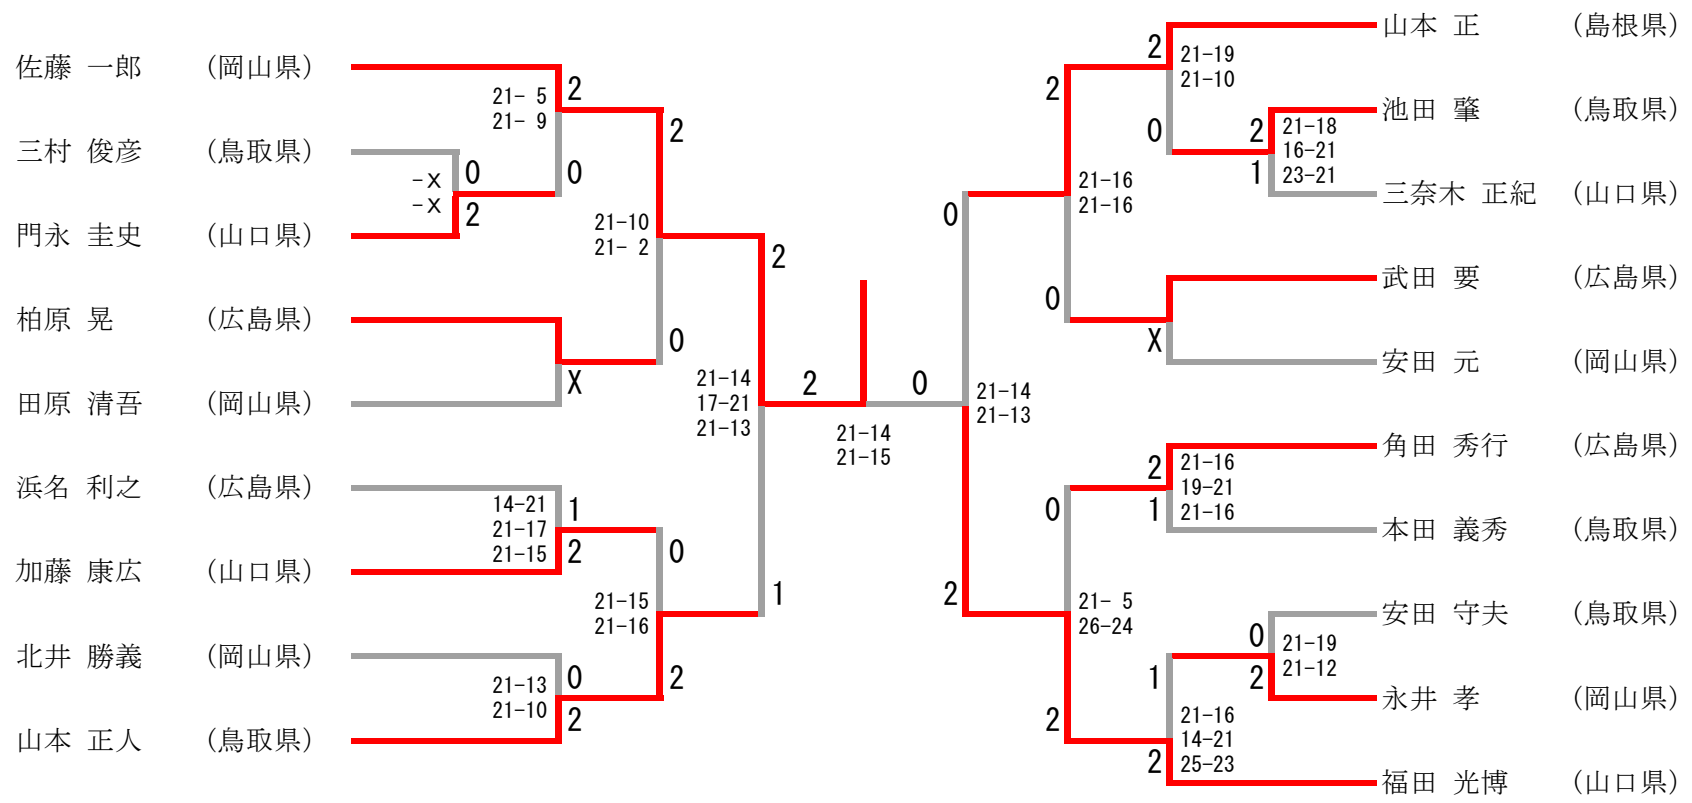 佐藤 一郎 (岡山県)
三村 俊彦 (鳥取県)
門永 圭史 (山口県)
柏原 晃 (広島県)
田原 清吾 (岡山県)
浜名 利之 (広島県)
加藤 康広 (山口県)
北井 勝義 (岡山県)
山本 正人 (鳥取県)
-X
-X
0
2
21- 5
21- 9
2
0
X
14-21
21-17
21-15
1
2
21-13
21-10
0
2
21-10
21- 2
2
0
21-15
21-16
0
2
21-14
17-21
21-13
2
1
2
0
21-14
21-15
0
2
21-14
21-13
2
0
21-16
21-16
0
2
21- 5
26-24
2
0
21-19
21-10
X
2
1
21-16
19-21
21-16
1
2
21-16
14-21
25-23
2
1
21-18
16-21
23-21
0
2
21-19
21-12
山本 正 (島根県)
池田 肇 (鳥取県)
三奈木 正紀 (山口県)
武田 要 (広島県)
安田 元 (岡山県)
角田 秀行 (広島県)
本田 義秀 (鳥取県)
安田 守夫 (鳥取県)
永井 孝 (岡山県)
福田 光博 (山口県)